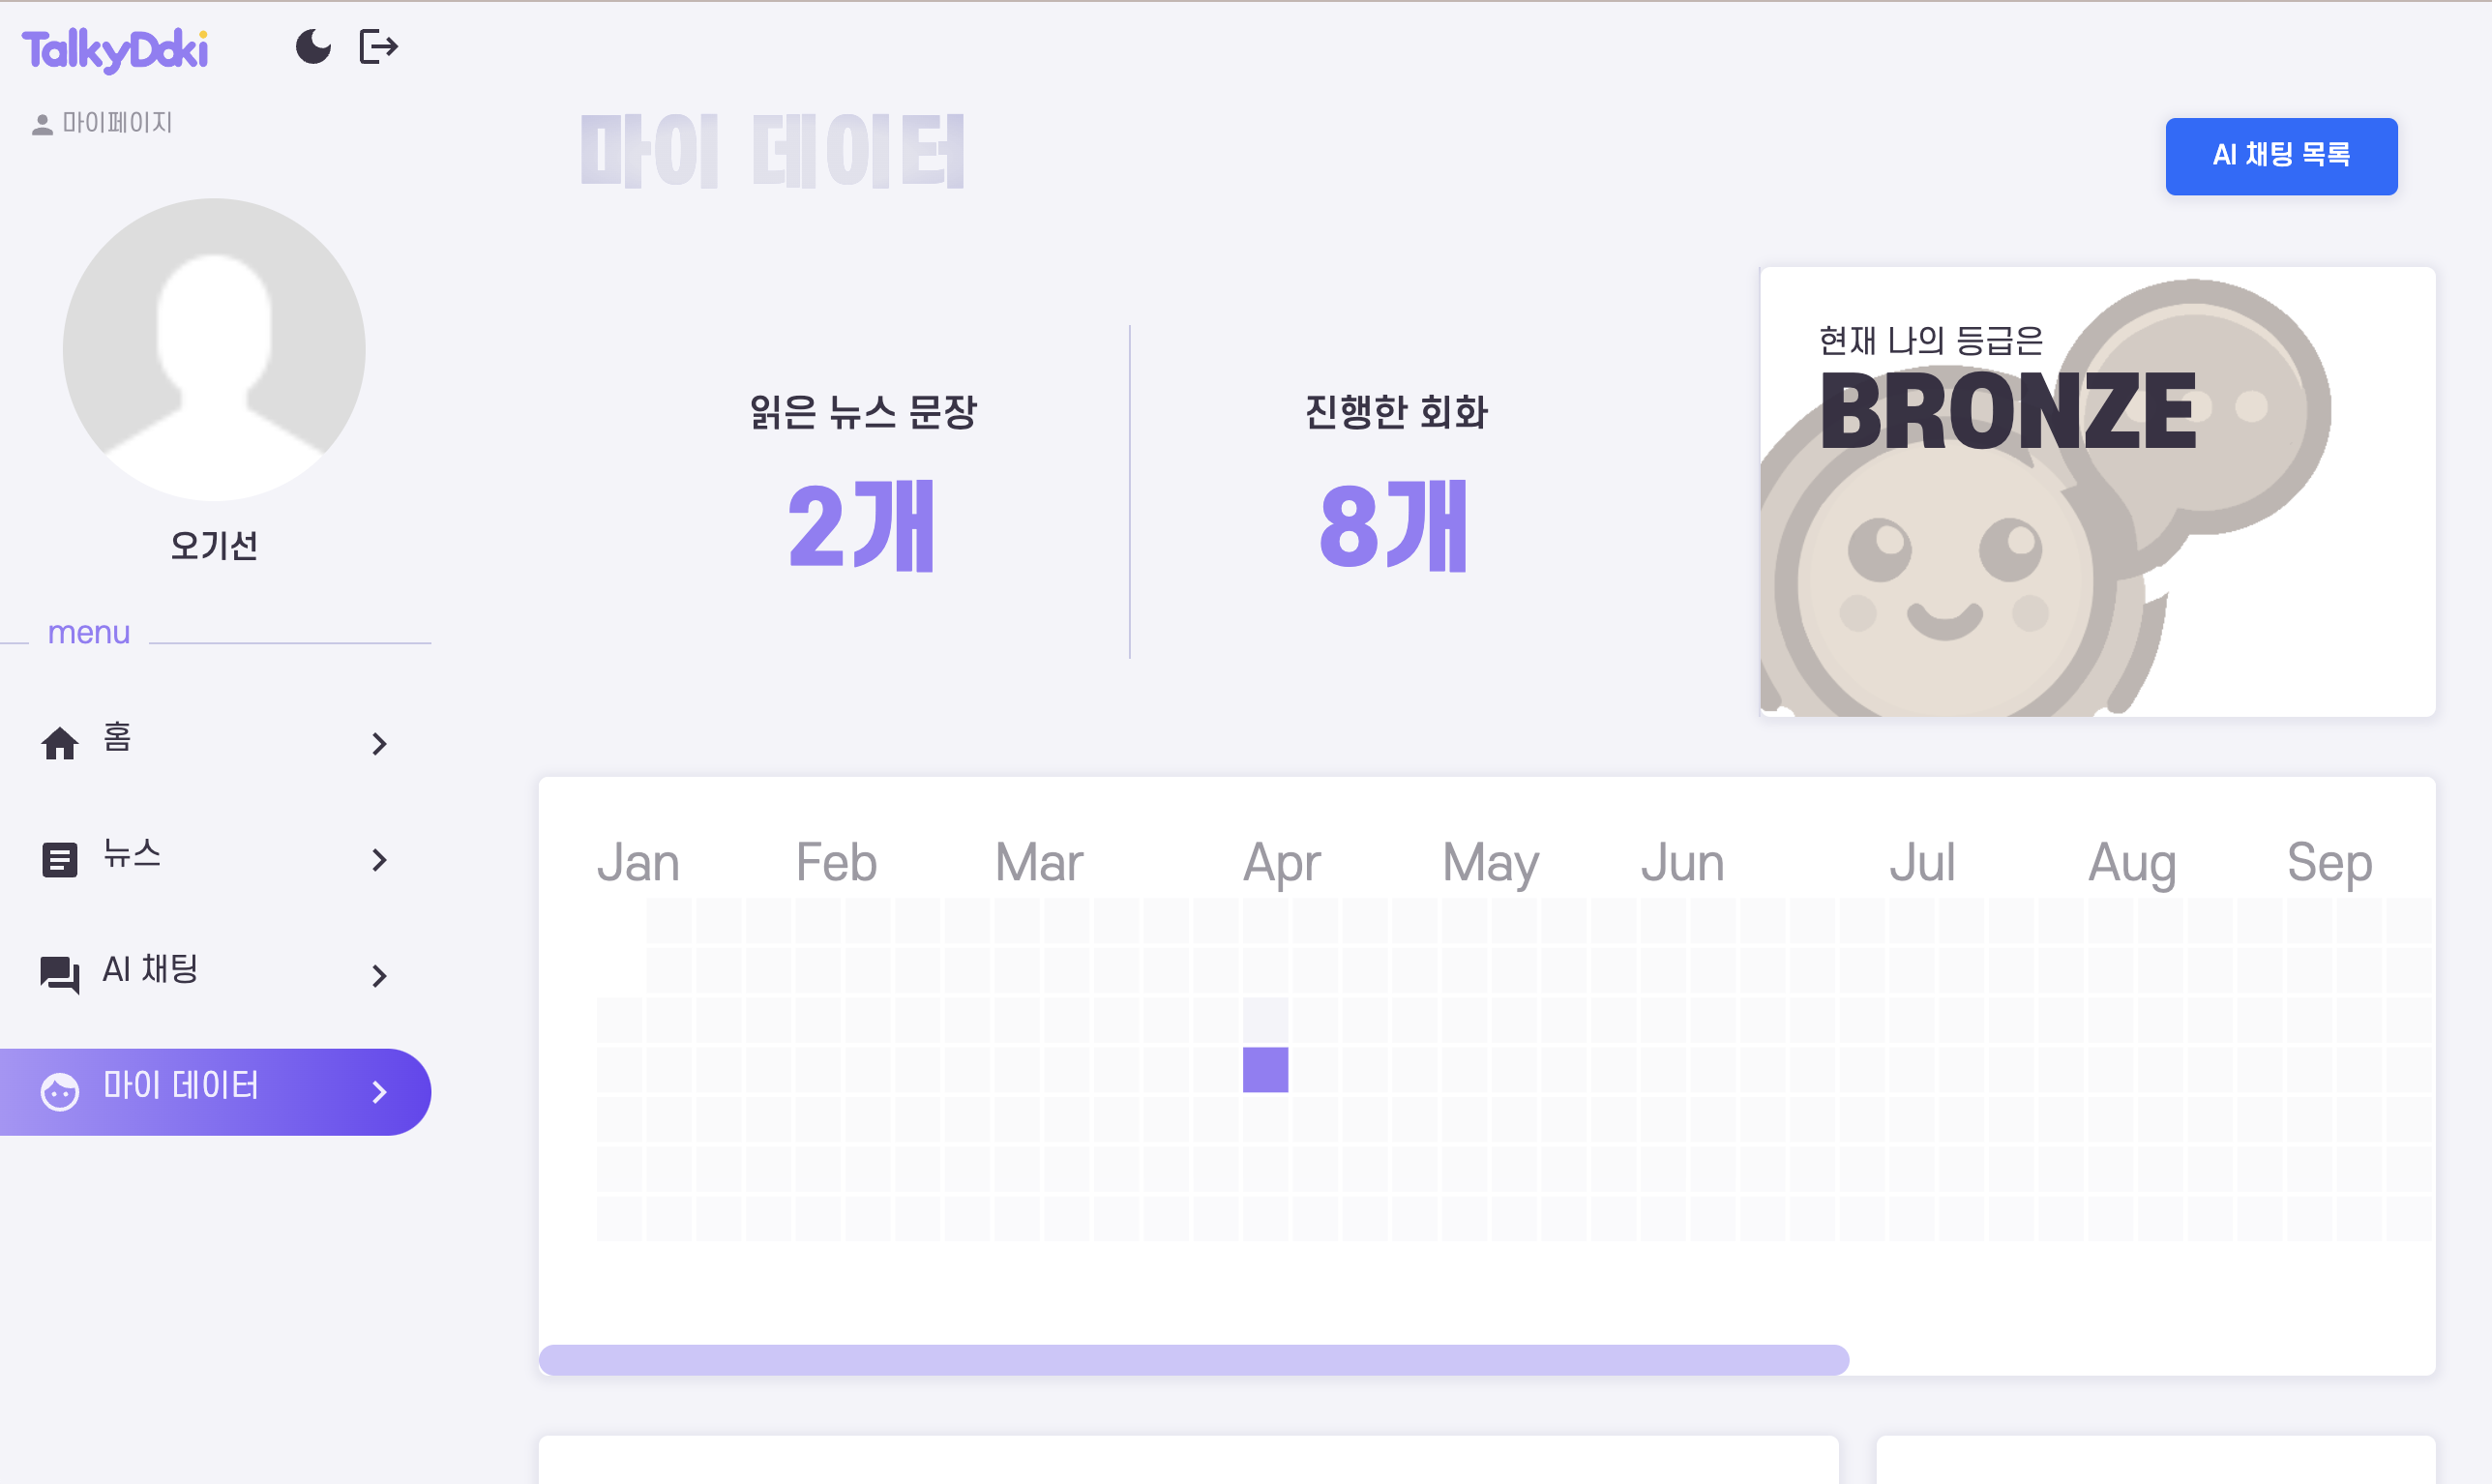 TalkyDoki
마이페이지
오기선
menu
홈
뉴스
AI 채팅
마이 데이터
마이 데이터
AI 채팅 목록
읽은 뉴스 문장
2개
진행한 회화
8개
현재 나의 등급은
BRONZE
Jan Feb Mar Apr May Jun Jul Aug Sep